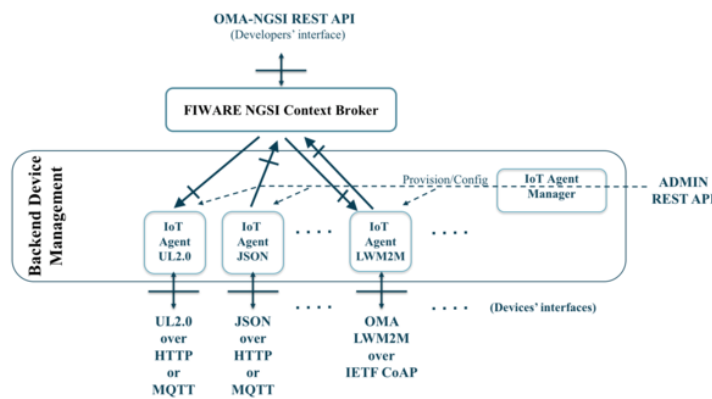 OMA-NGSI REST API
(Developers' interface)
FIWARE NGSI Context Broker
Backend Device
Management
Provision/Config
IoT Agent
Manager
ADMIN
REST API
IoT
Agent
UL2.0
IoT
Agent
JSON
IoT
Agent
LWM2M
(Devices' interfaces)
UL2.0
over
HTTP
or
MQTT
JSON
over
HTTP
or
MQTT
OMA
LWM2M
over
IETF CoAP